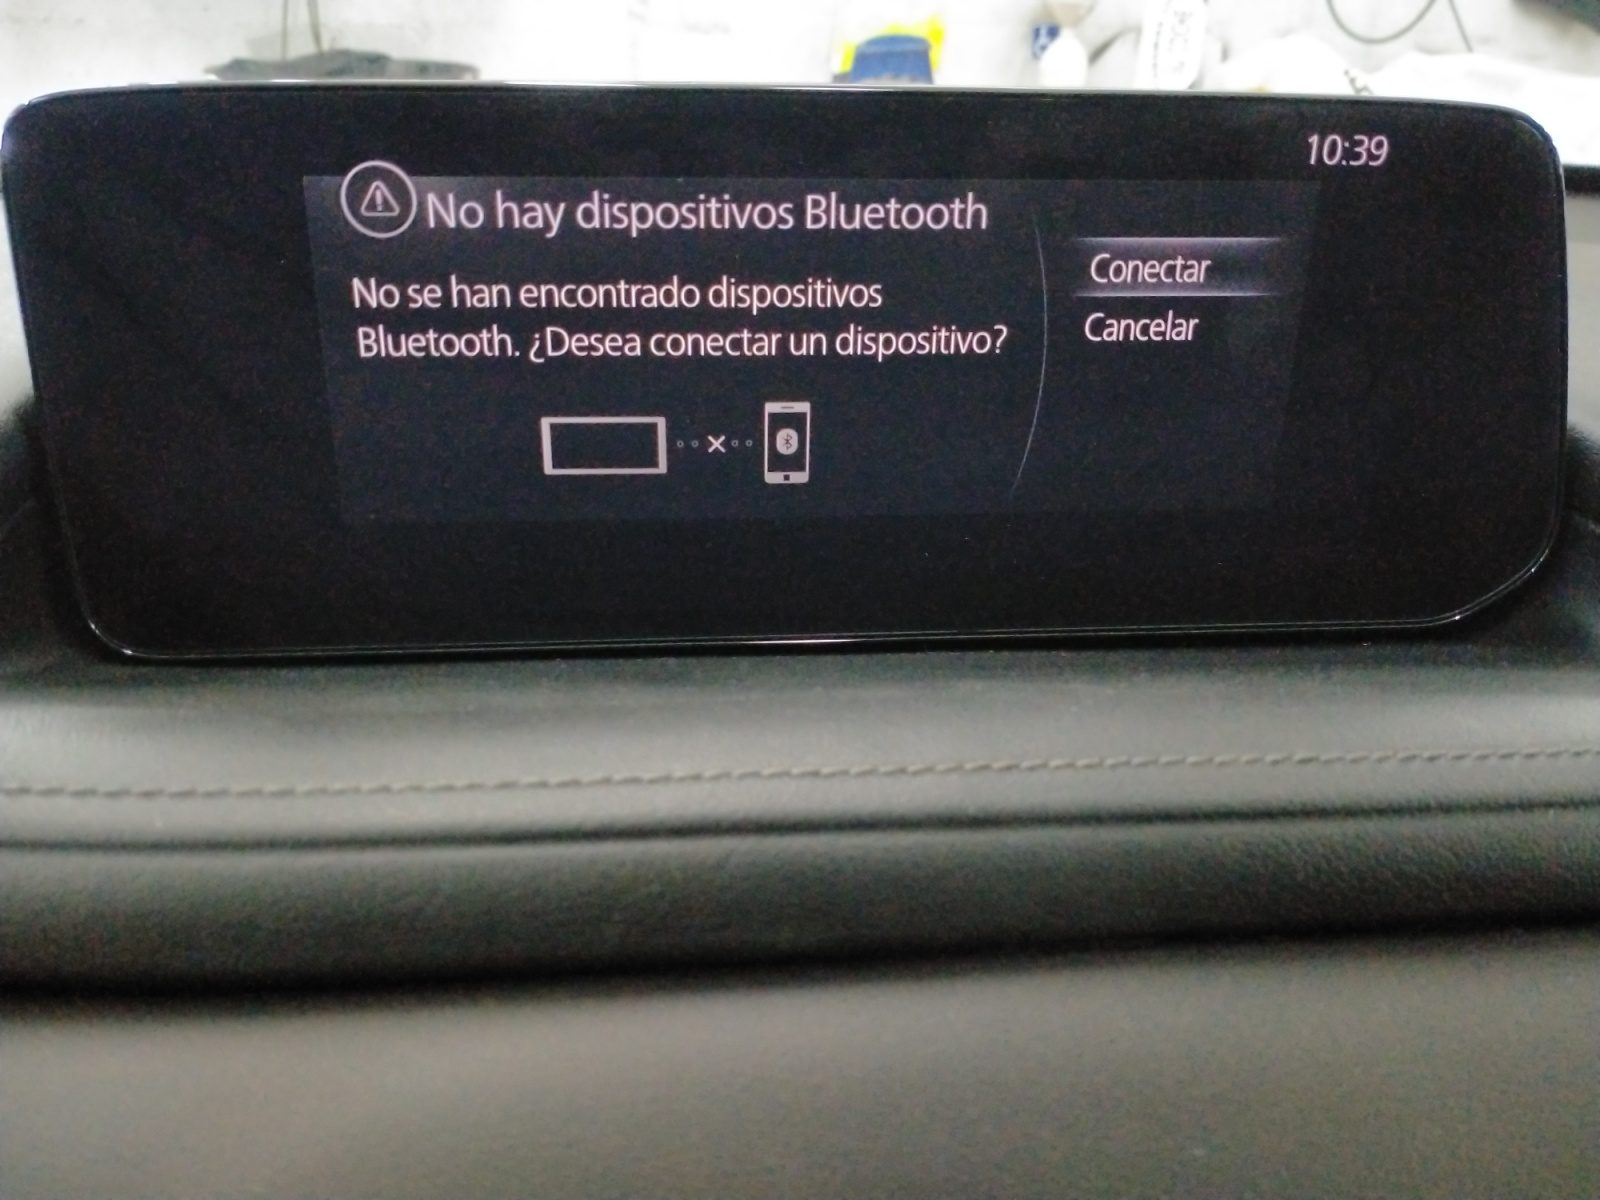 10:39
No hay dispositivos Bluetooth
No se han encontrado dispositivos
Bluetooth. ¿Desea conectar un dispositivo?
Conectar
Cancelar